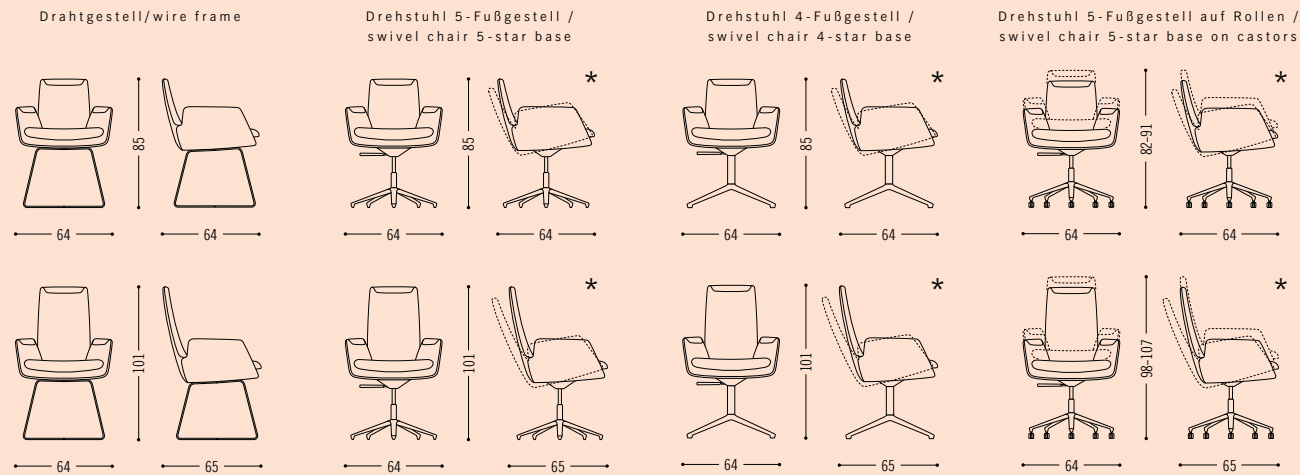 Drahtgestell/wire frame
Drehstuhl 5-Fußgestell /
swivel chair 5-star base
Drehstuhl 4-Fußgestell /
swivel chair 4-star base
Drehstuhl 5-Fußgestell auf Rollen /
swivel chair 5-star base on castors
* * *
85 85 85 82-91
64 64 64 64 64 64 64 64
* * *
101 101 101 98-107
64 65 64 65 64 65 64 65